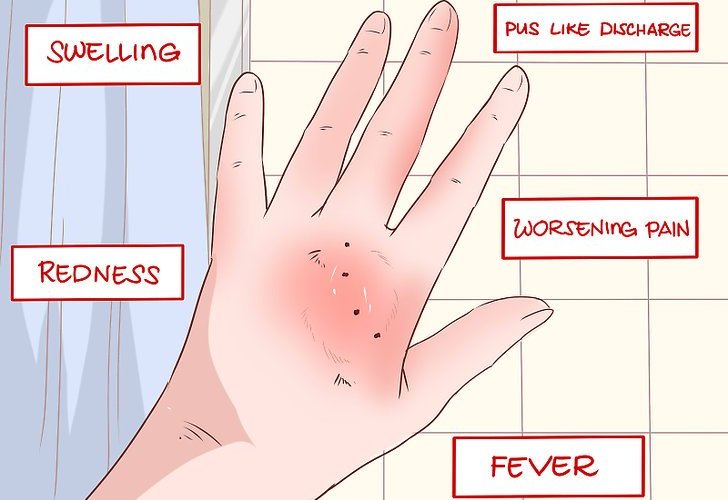 SWELLING
PUS LIKE DISCHARGE
WORSENING PAIN
REDNESS
FEVER